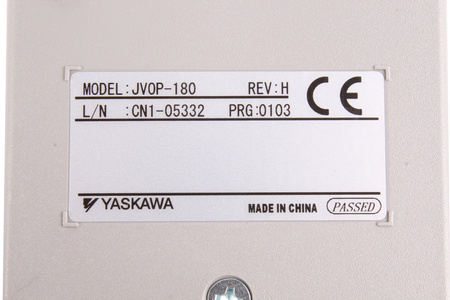 MODEL:JVOP-180 REV:H
L/N :CN1-05332 PRG:0103
CE
YASKAWA MADE IN CHINA PASSED